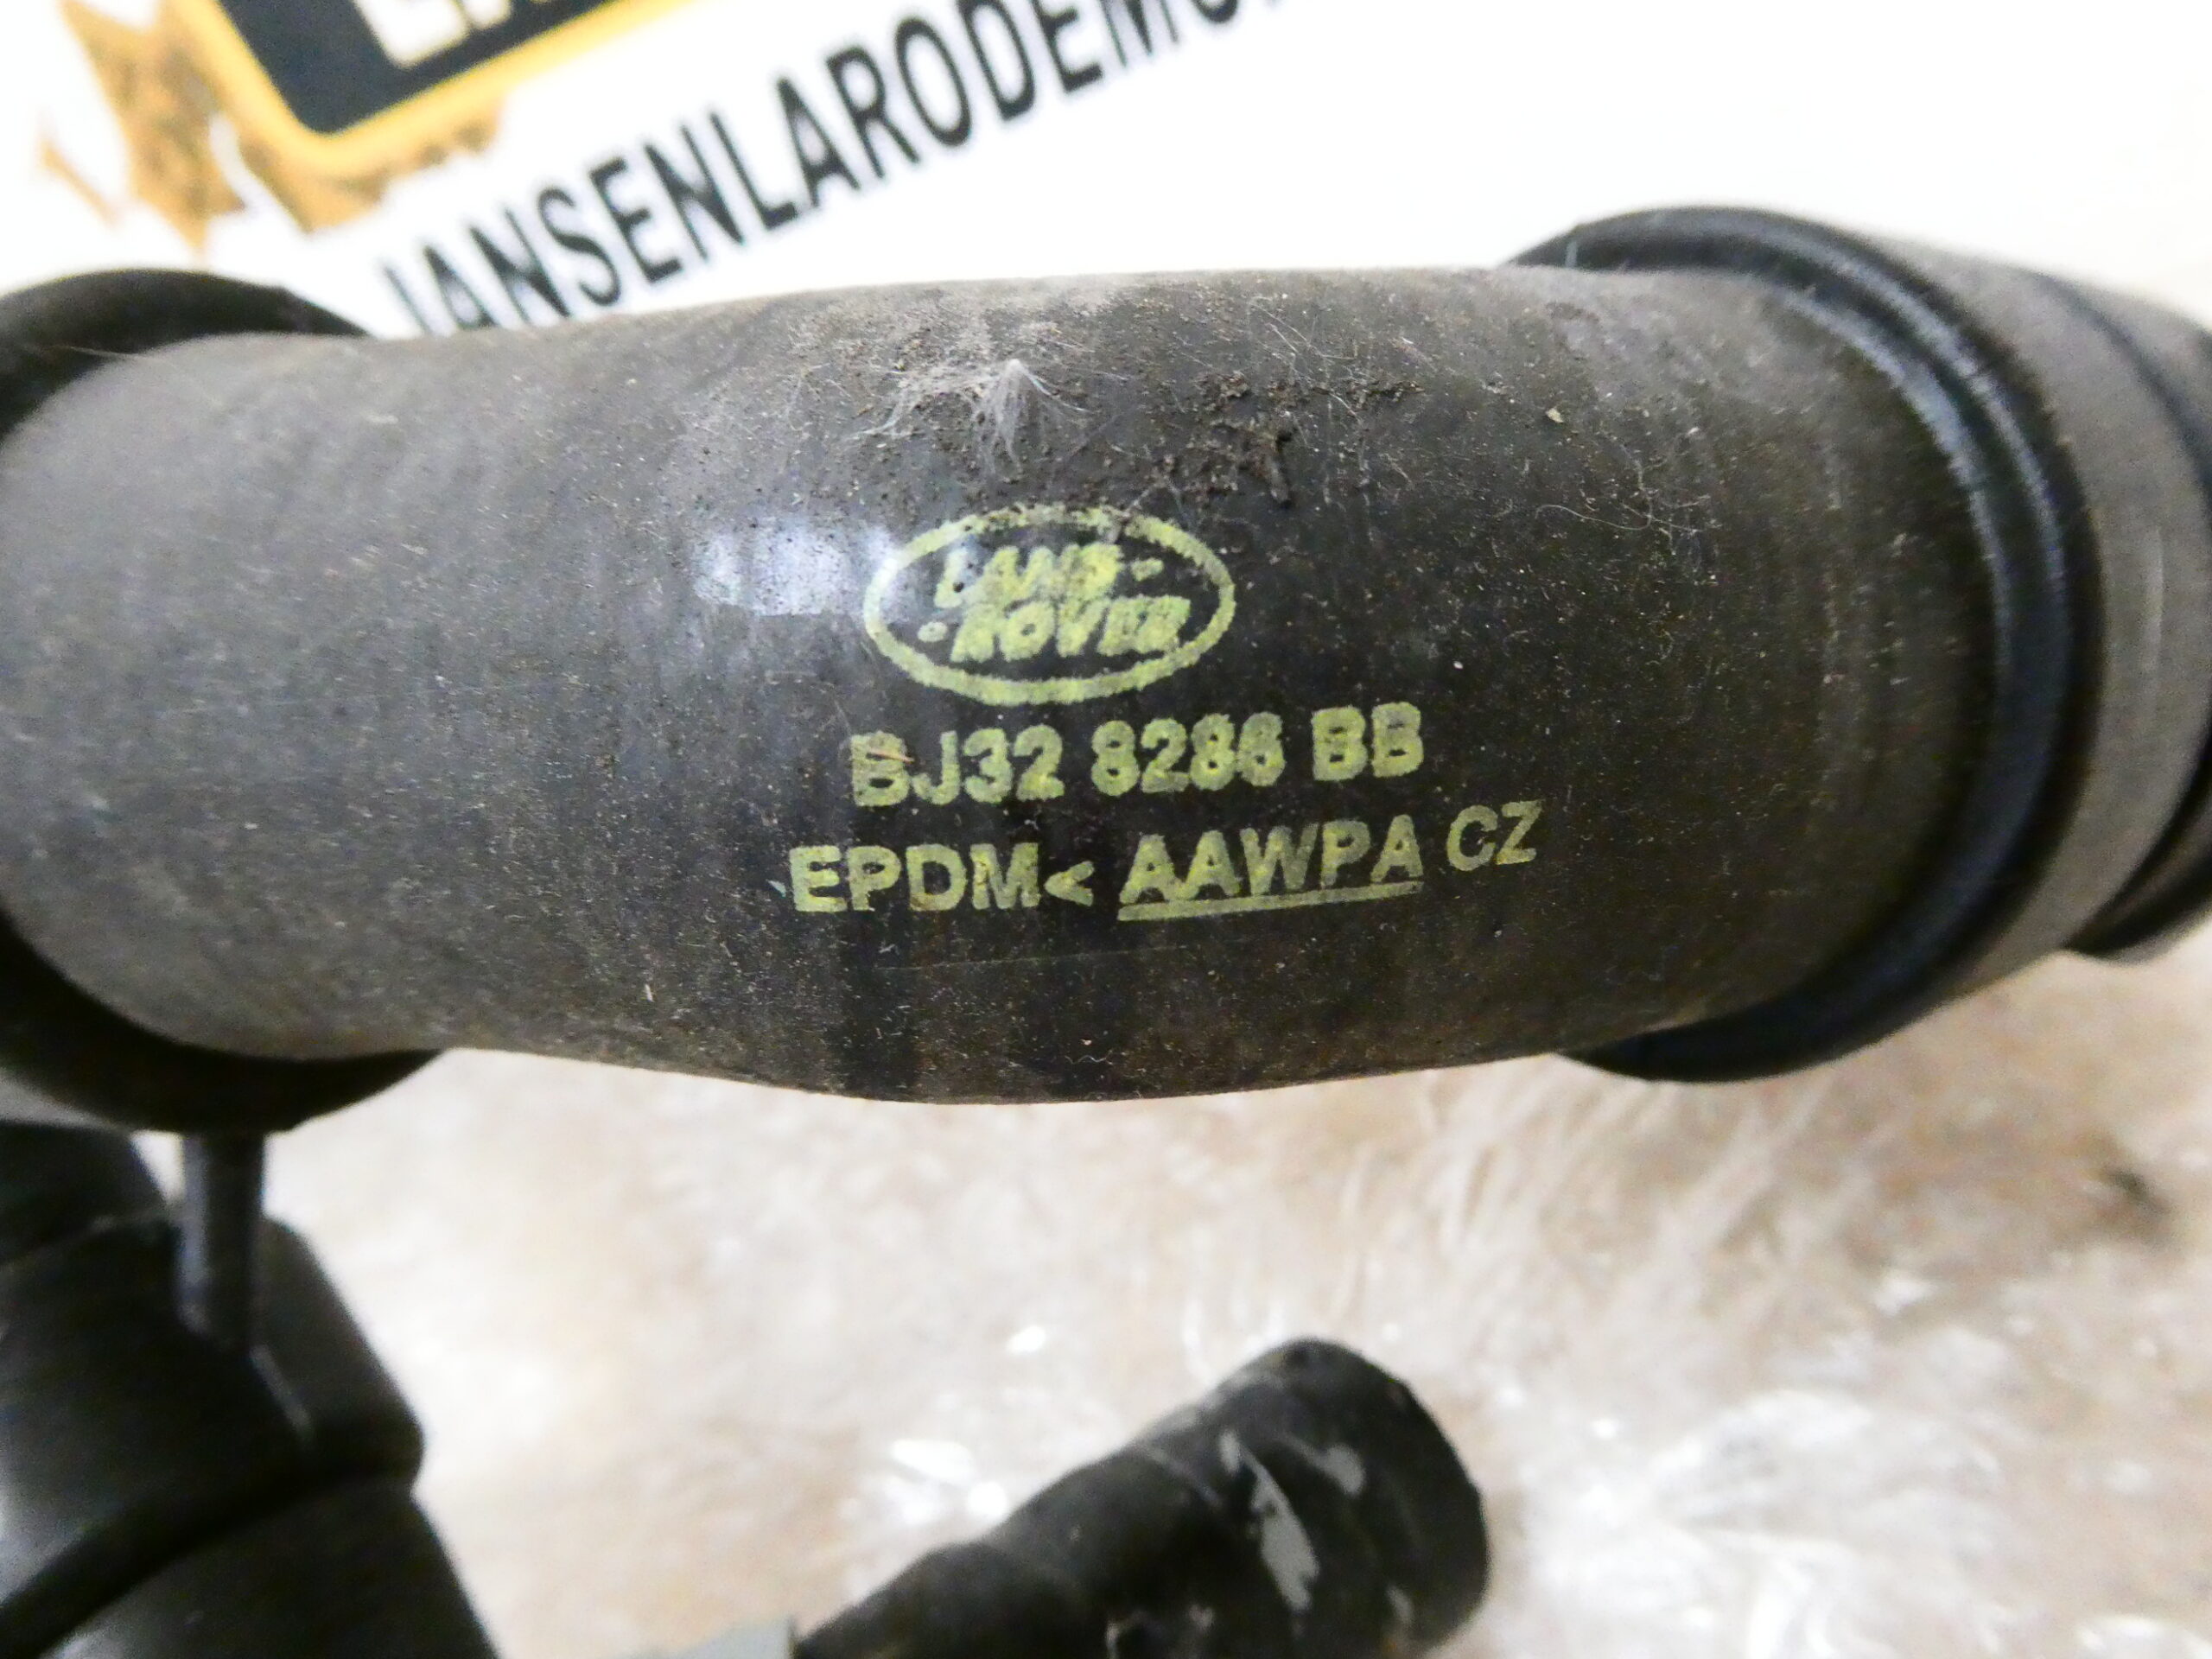 JANSENLARODEMO
LAND-
ROVER
BJ32 8286 BB
EPDM< AAWPA CZ